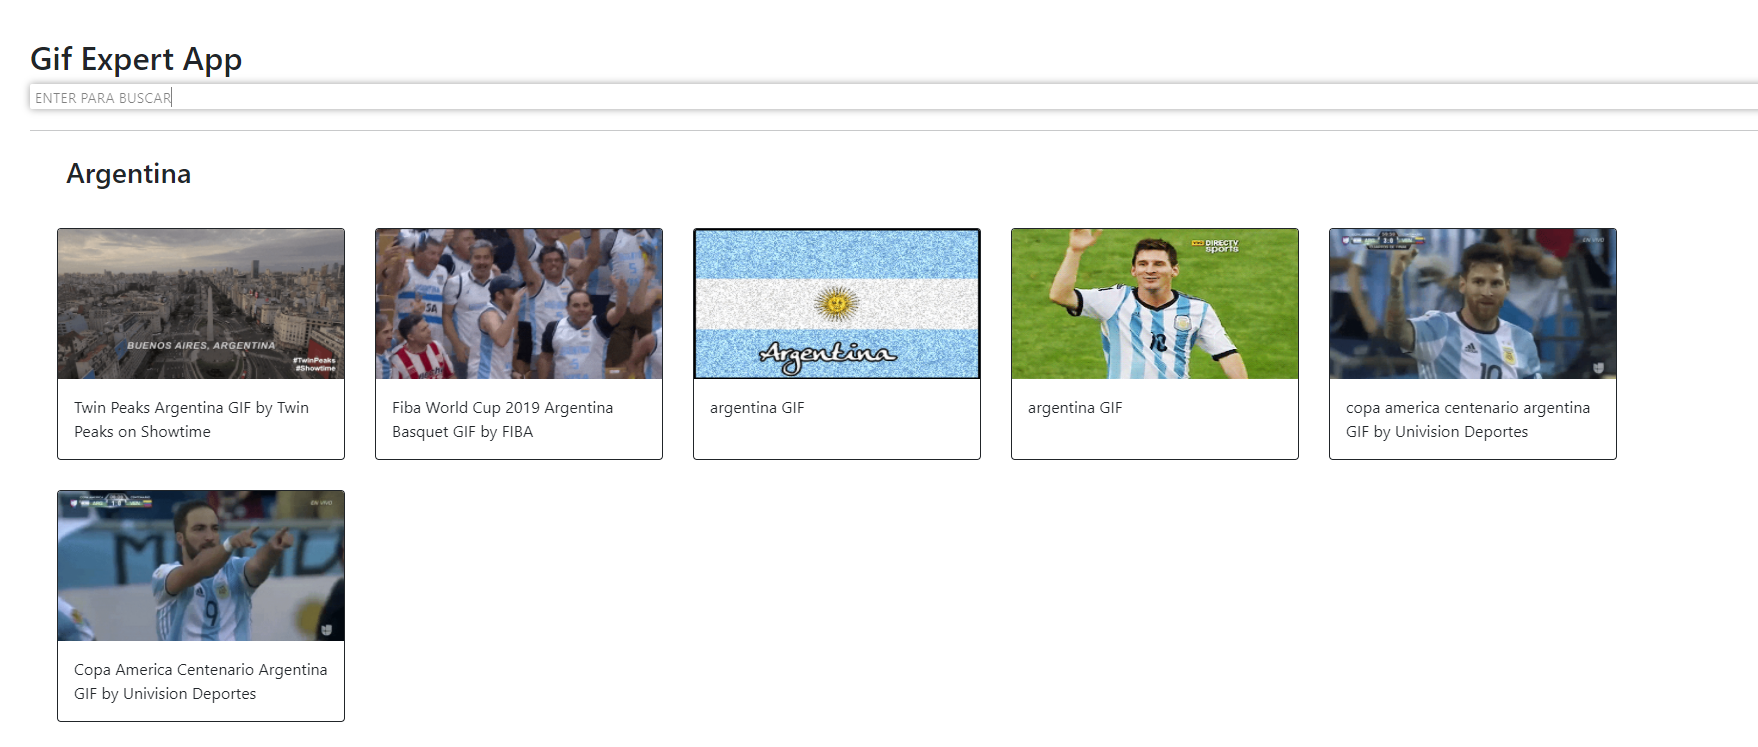 Gif Expert App
ENTER PARA BUSCAR
Argentina
BUENOS AIRES, ARGENTINA
#TwinPeaks
#Showtime
Twin Peaks Argentina GIF by Twin
Peaks on Showtime
Fiba World Cup 2019 Argentina
Basquet GIF by FIBA
Argentina
argentina GIF
DIRECTV
sports
10
argentina GIF
EN VIVO
10
copa america centenario argentina
GIF by Univision Deportes
EN VIVO
9
Copa America Centenario Argentina
GIF by Univision Deportes